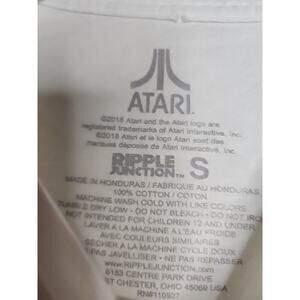 ATARI
©2018 Atari and the Atari logo are
registered trademarks of Atari Interactive, Inc.
©2018 Atari et le logo Atari sont des
marques déposée de Atari Interactive, Inc.
RIPPLE
JUNCTION™ S
MADE IN HONDURAS / FABRIQUE AU HONDURAS
100% COTTON / COTON
MACHINE WASH COLD WITH LIKE COLORS
TUMBLE DRY LOW - DO NOT BLEACH - DO NOT IRON
NOT INTENDED FOR CHILDREN 12 AND UNDER
LAVER A LA MACHINE A L'EAU FROIDE
AVEC COULEURS SIMILAIRES
SÉCHER A LA MACHINE CYCLE DOUX
PAS JAVELLISER - NE PAS REPASSER
WWW.RIPPLEJUNCTION.COM
6183 CENTRE PARK DRIVE
WEST CHESTER, OHIO 45069 USA
RN#110927